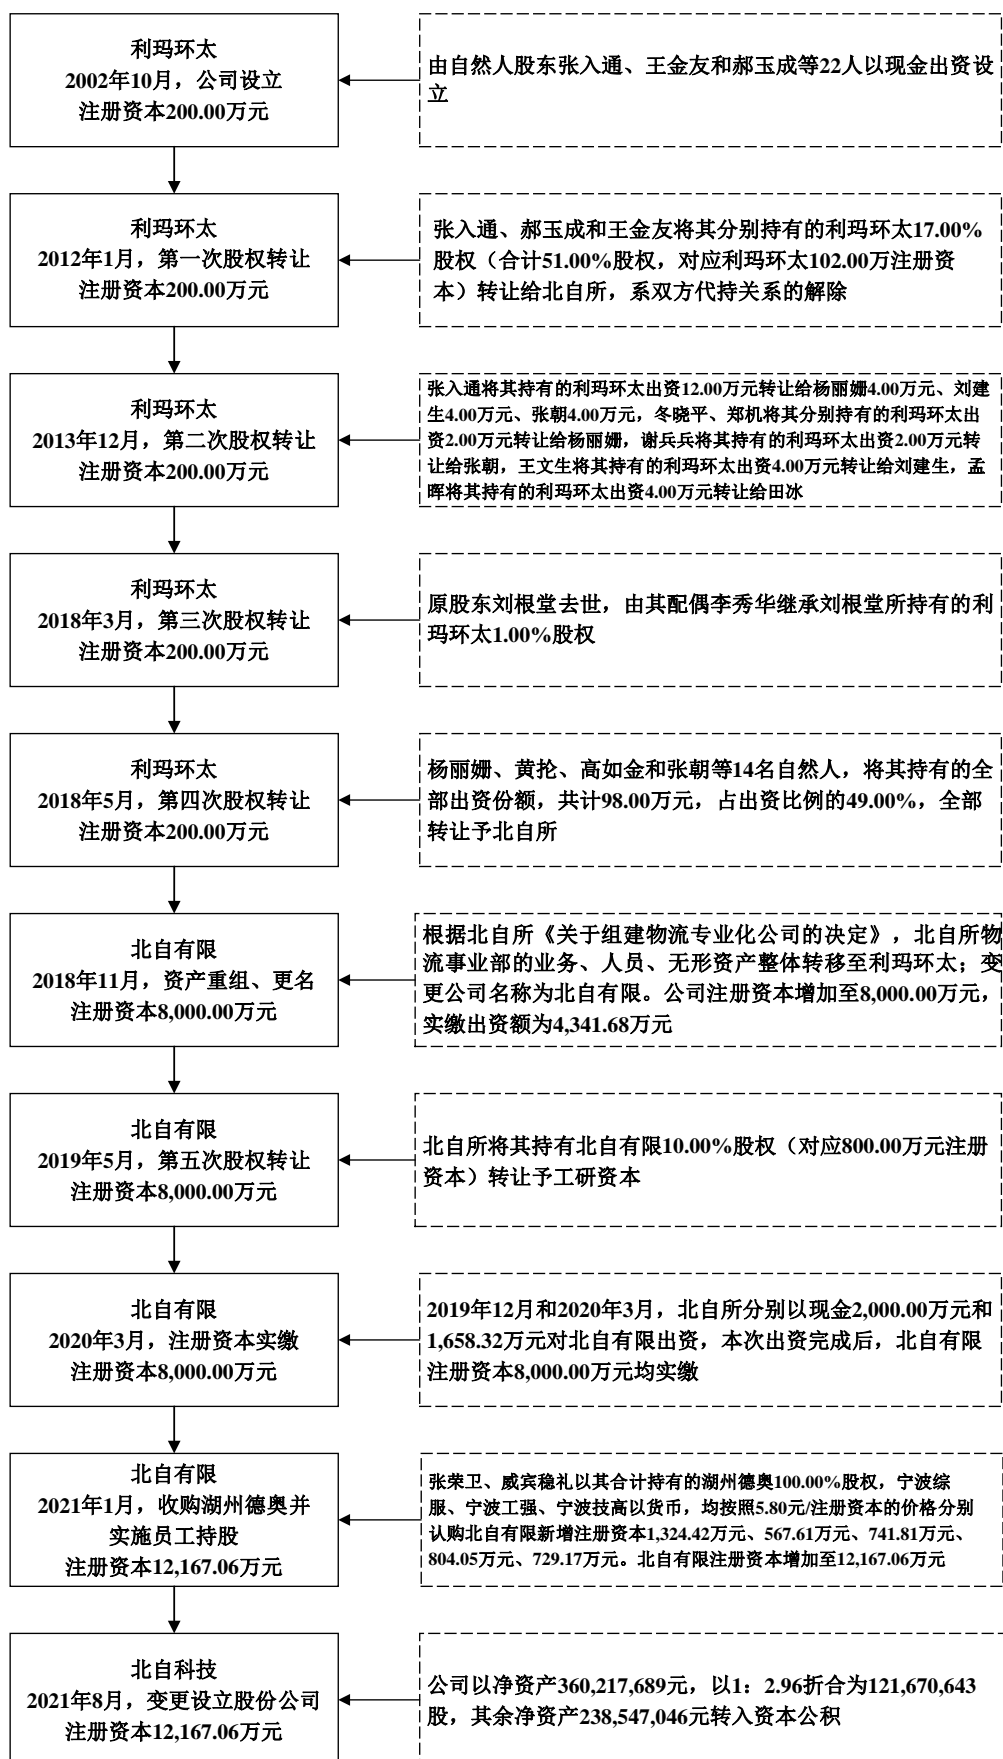 利玛环太
2002年10月，公司设立
注册资本200.00万元
由自然人股东张入通、王金友和郝玉成等22人以现金出资设
立
利玛环太
2012年1月，第一次股权转让
注册资本200.00万元
张入通、郝玉成和王金友将其分别持有的利玛环太17.00%
股权（合计51.00%股权，对应利玛环太102.00万注册资
本）转让给北自所，系双方代持关系的解除
利玛环太
2013年12月，第二次股权转让
注册资本200.00万元
张入通将其持有的利玛环太出资12.00万元转让给杨丽姗4.00万元、刘建
生4.00万元、张朝4.00万元，冬晓平、郑机将其分别持有的利玛环太出
资2.00万元转让给杨丽姗，谢兵兵将其持有的利玛环太出资2.00万元转
让给张朝，王文生将其持有的利玛环太出资4.00万元转让给刘建生，孟
晖将其持有的利玛环太出资4.00万元转让给田冰
利玛环太
2018年3月，第三次股权转让
注册资本200.00万元
原股东刘根堂去世，由其配偶李秀华继承刘根堂所持有的利
玛环太1.00%股权
利玛环太
2018年5月，第四次股权转让
注册资本200.00万元
杨丽姗、黄抡、高如金和张朝等14名自然人，将其持有的全
部出资份额，共计98.00万元，占出资比例的49.00%，全部
转让予北自所
北自有限
2018年11月，资产重组、更名
注册资本8,000.00万元
根据北自所《关于组建物流专业化公司的决定》，北自所物
流事业部的业务、人员、无形资产整体转移至利玛环太；变
更公司名称为北自有限。公司注册资本增加至8,000.00万元，
实缴出资额为4,341.68万元
北自有限
2019年5月，第五次股权转让
注册资本8,000.00万元
北自所将其持有北自有限10.00%股权（对应800.00万元注册
资本）转让予工研资本
北自有限
2020年3月，注册资本实缴
注册资本8,000.00万元
2019年12月和2020年3月，北自所分别以现金2,000.00万元和
1,658.32万元对北自有限出资，本次出资完成后，北自有限
注册资本8,000.00万元均实缴
北自有限
2021年1月，收购湖州德奥并
实施员工持股
注册资本12,167.06万元
张荣卫、威宾稳礼以其合计持有的湖州德奥100.00%股权，宁波综
服、宁波工强、宁波技高以货币，均按照5.80元/注册资本的价格分别
认购北自有限新增注册资本1,324.42万元、567.61万元、741.81万元、
804.05万元、729.17万元。北自有限注册资本增加至12,167.06万元
北自科技
2021年8月，变更设立股份公司
注册资本12,167.06万元
公司以净资产360,217,689元，以1：2.96折合为121,670,643
股，其余净资产238,547,046元转入资本公积